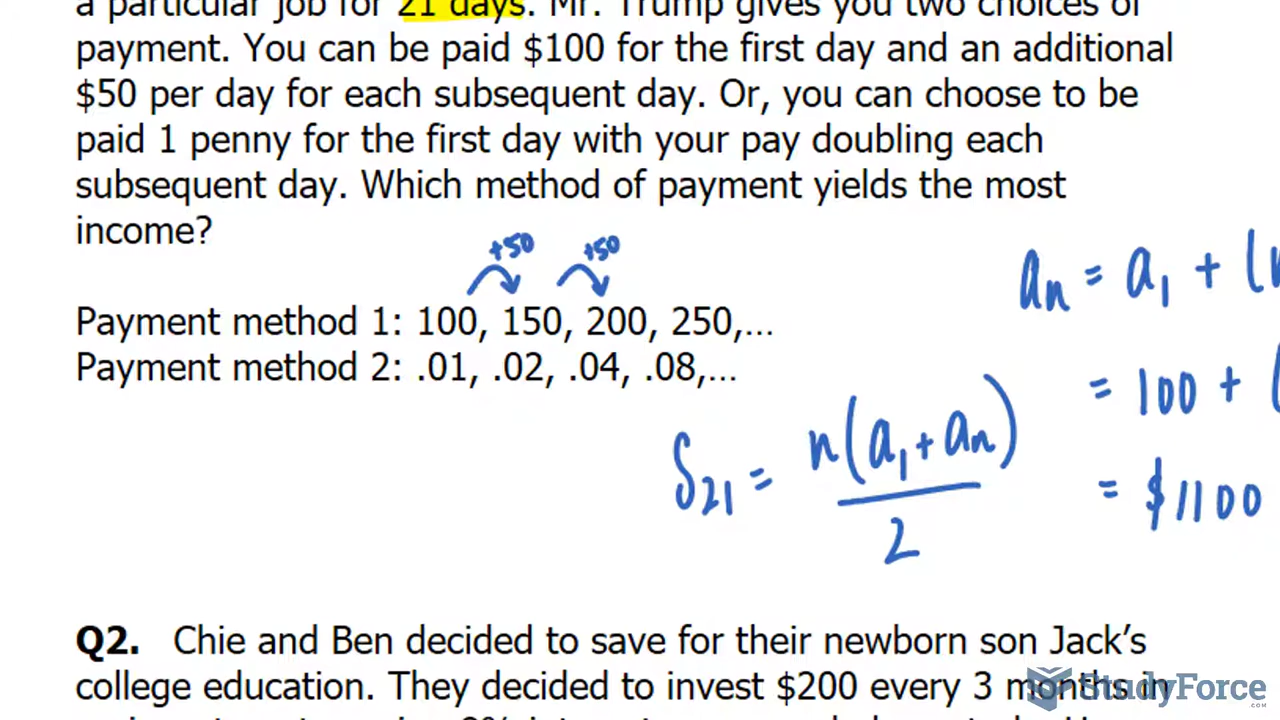 a particular job for 21 days. Mr. Trump gives you two choices of
payment. You can be paid $100 for the first day and an additional
$50 per day for each subsequent day. Or, you can choose to be
paid 1 penny for the first day with your pay doubling each
subsequent day. Which method of payment yields the most
income?
+50 +50
Payment method 1: 100, 150, 200, 250,...
Payment method 2: .01, .02, .04, .08,...
an = a1 + (n
= 100 + (
= $1100
S21 = n(a1 + an)
2
Q2. Chie and Ben decided to save for their newborn son Jack's
college education. They decided to invest $200 every 3 months in
StudyForce
.com